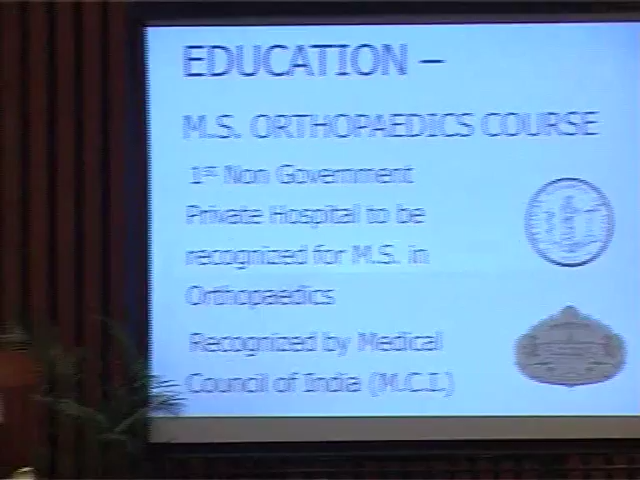 EDUCATION –
M.S. ORTHOPAEDICS COURSE
1st Non Government
Private Hospital to be
recognized for M.S. in
Orthopaedics
Recognized by Medical
Council of India (M.C.I.)